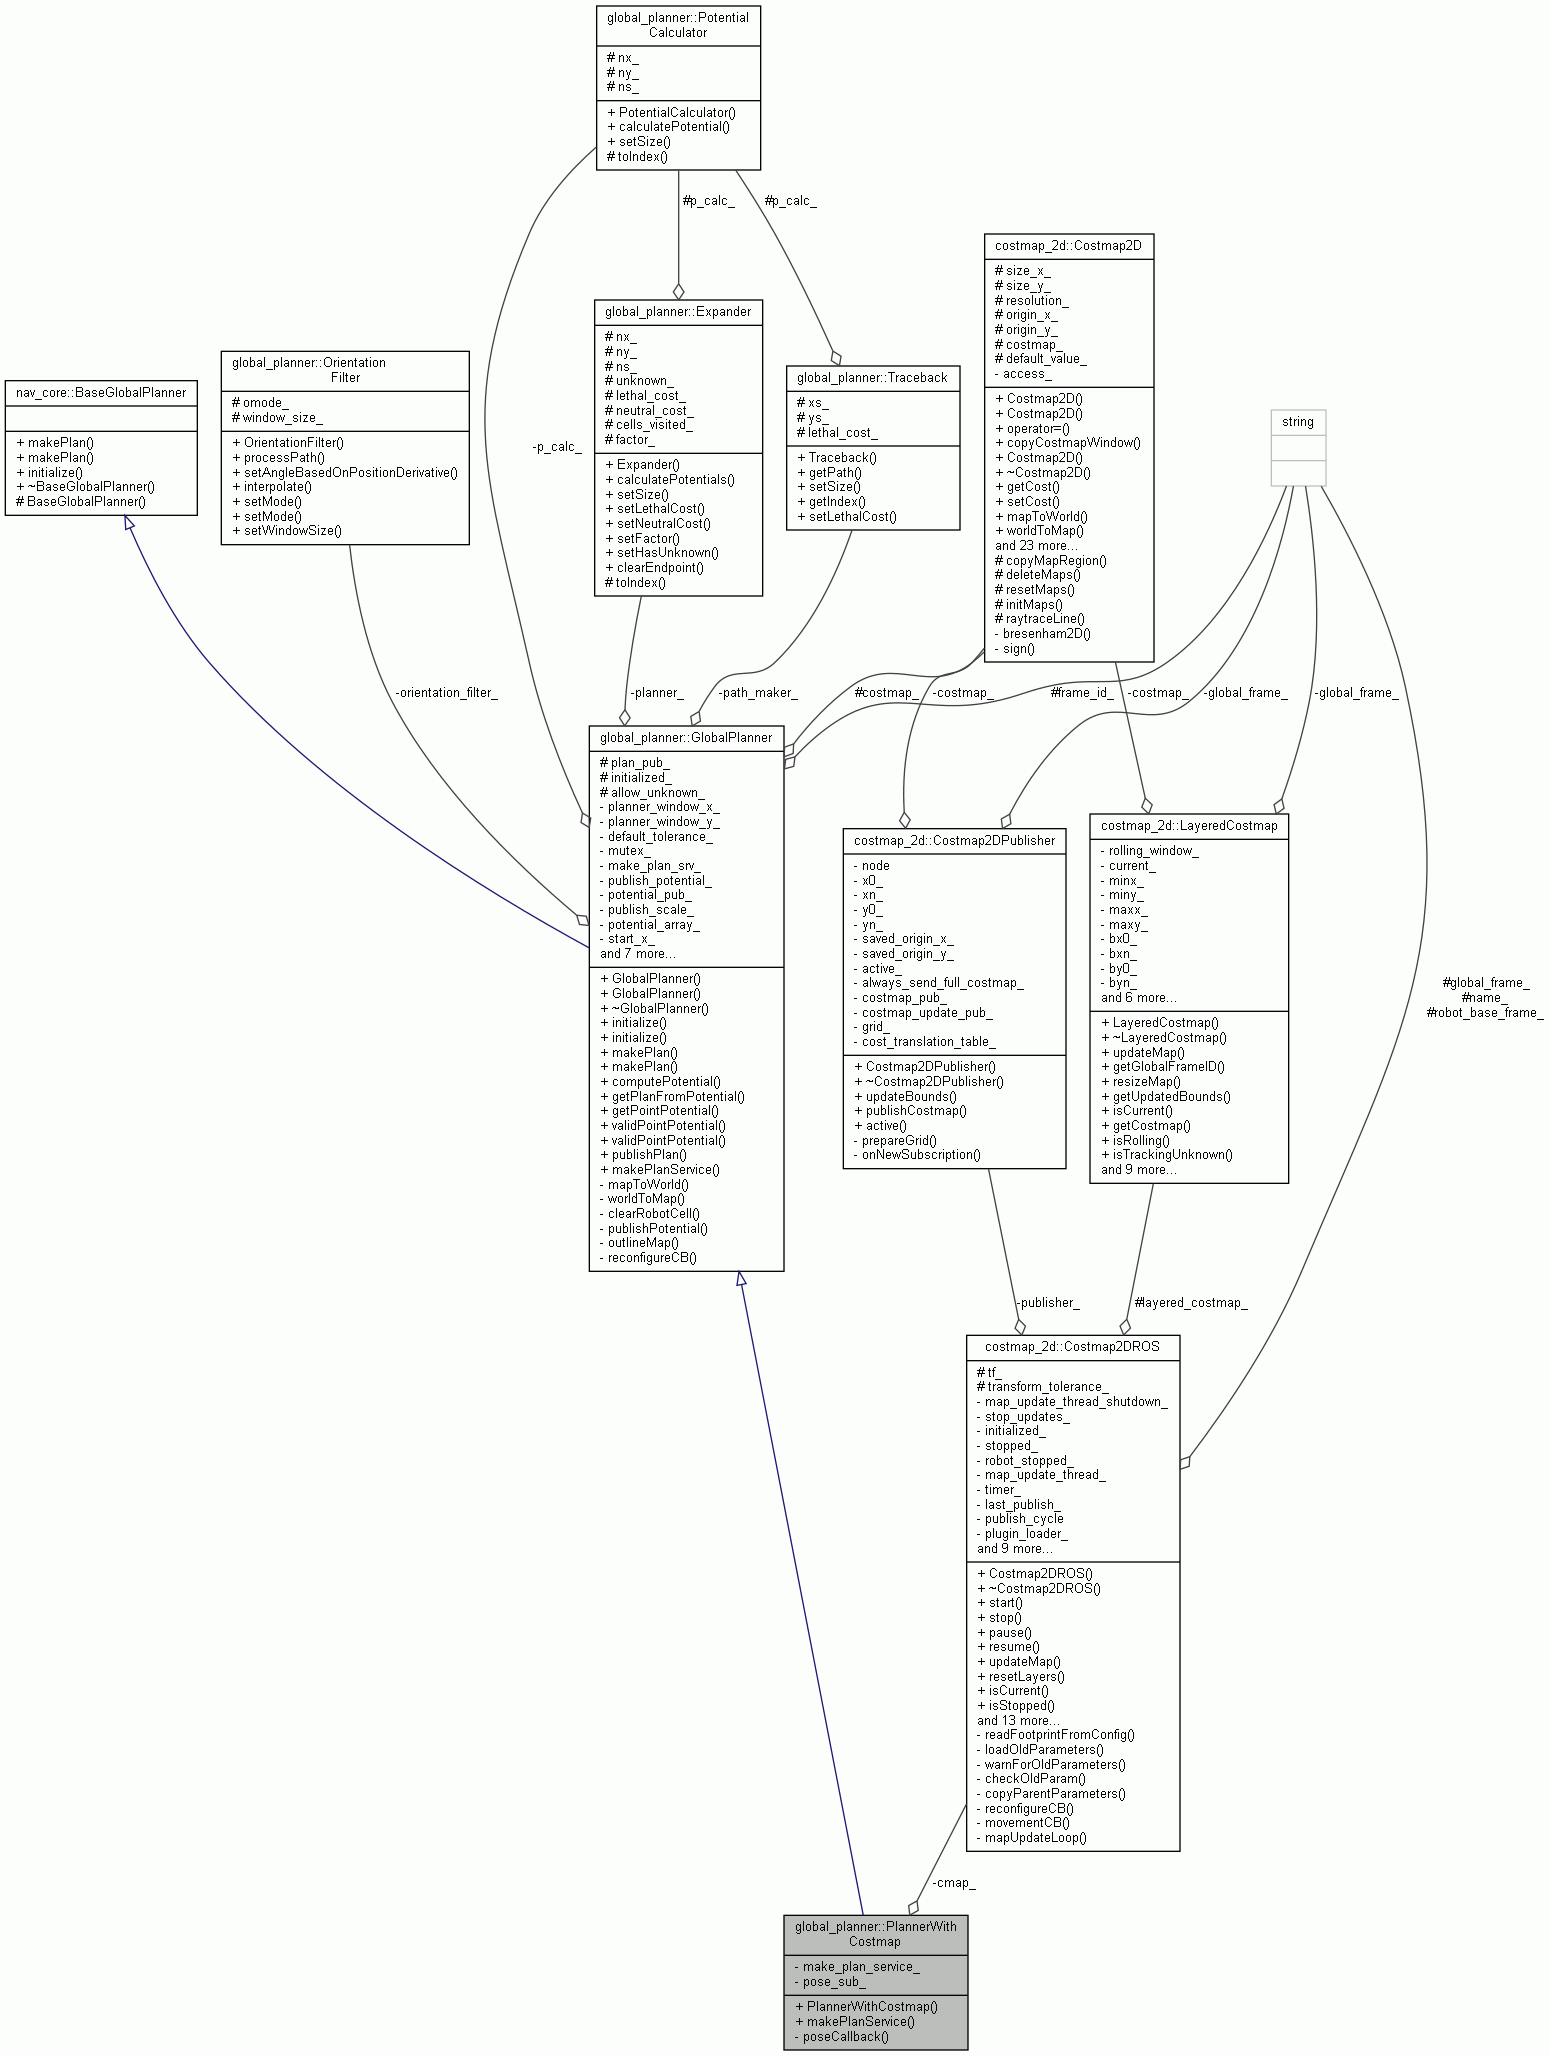 global_planner::Potential
Calculator
# nx_
# ny_
# ns_
+ PotentialCalculator()
+ calculatePotential()
+ setSize()
# toIndex()
#p_calc_
#p_calc_
costmap_2d::Costmap2D
# size_x_
# size_y_
# resolution_
# origin_x_
# origin_y_
# costmap_
# default_value_
- access_
+ Costmap2D()
+ Costmap2D()
+ operator=()
+ copyCostmapWindow()
+ Costmap2D()
+ ~Costmap2D()
+ getCost()
+ setCost()
+ mapToWorld()
+ worldToMap()
and 23 more...
# copyMapRegion()
# deleteMaps()
# resetMaps()
# initMaps()
# raytraceLine()
- bresenham2D()
- sign()
global_planner::Expander
# nx_
# ny_
# ns_
# unknown_
# lethal_cost_
# neutral_cost_
# cells_visited_
# factor_
+ Expander()
+ calculatePotentials()
+ setSize()
+ setLethalCost()
+ setNeutralCost()
+ setFactor()
+ setHasUnknown()
+ clearEndpoint()
# toIndex()
global_planner::Orientation
Filter
# omode_
# window_size_
+ OrientationFilter()
+ processPath()
+ setAngleBasedOnPositionDerivative()
+ interpolate()
+ setMode()
+ setMode()
+ setWindowSize()
global_planner::Traceback
# xs_
# ys_
# lethal_cost_
+ Traceback()
+ getPath()
+ setSize()
+ getIndex()
+ setLethalCost()
nav_core::BaseGlobalPlanner
+ makePlan()
+ makePlan()
+ initialize()
+ ~BaseGlobalPlanner()
# BaseGlobalPlanner()
string
-p_calc_
-orientation_filter_
-planner_
-path_maker_
#costmap_
-costmap_
#frame_id_
-costmap_
-global_frame_
-global_frame_
global_planner::GlobalPlanner
# plan_pub_
# initialized_
# allow_unknown_
- planner_window_x_
- planner_window_y_
- default_tolerance_
- mutex_
- make_plan_srv_
- publish_potential_
- potential_pub_
- publish_scale_
- potential_array_
- start_x_
and 7 more...
+ GlobalPlanner()
+ GlobalPlanner()
+ ~GlobalPlanner()
+ initialize()
+ initialize()
+ makePlan()
+ makePlan()
+ computePotential()
+ getPlanFromPotential()
+ getPointPotential()
+ validPointPotential()
+ validPointPotential()
+ publishPlan()
+ makePlanService()
- mapToWorld()
- worldToMap()
- clearRobotCell()
- publishPotential()
- outlineMap()
- reconfigureCB()
costmap_2d::Costmap2DPublisher
- node
- x0_
- xn_
- y0_
- yn_
- saved_origin_x_
- saved_origin_y_
- active_
- always_send_full_costmap_
- costmap_pub_
- costmap_update_pub_
- grid_
- cost_translation_table_
+ Costmap2DPublisher()
+ ~Costmap2DPublisher()
+ updateBounds()
+ publishCostmap()
+ active()
- prepareGrid()
- onNewSubscription()
costmap_2d::LayeredCostmap
- rolling_window_
- current_
- minx_
- miny_
- maxx_
- maxy_
- bx0_
- bxn_
- by0_
- byn_
and 6 more...
+ LayeredCostmap()
+ ~LayeredCostmap()
+ updateMap()
+ getGlobalFrameID()
+ resizeMap()
+ getUpdatedBounds()
+ isCurrent()
+ getCostmap()
+ isRolling()
+ isTrackingUnknown()
and 9 more...
#global_frame_
#name_
#robot_base_frame_
-publisher_
#layered_costmap_
costmap_2d::Costmap2DROS
# tf_
# transform_tolerance_
- map_update_thread_shutdown_
- stop_updates_
- initialized_
- stopped_
- robot_stopped_
- map_update_thread_
- timer_
- last_publish_
- publish_cycle
- plugin_loader_
and 9 more...
+ Costmap2DROS()
+ ~Costmap2DROS()
+ start()
+ stop()
+ pause()
+ resume()
+ updateMap()
+ resetLayers()
+ isCurrent()
+ isStopped()
and 13 more...
- readFootprintFromConfig()
- loadOldParameters()
- warnForOldParameters()
- checkOldParam()
- copyParentParameters()
- reconfigureCB()
- movementCB()
- mapUpdateLoop()
-cmap_
global_planner::PlannerWith
Costmap
- make_plan_service_
- pose_sub_
+ PlannerWithCostmap()
+ makePlanService()
- poseCallback()